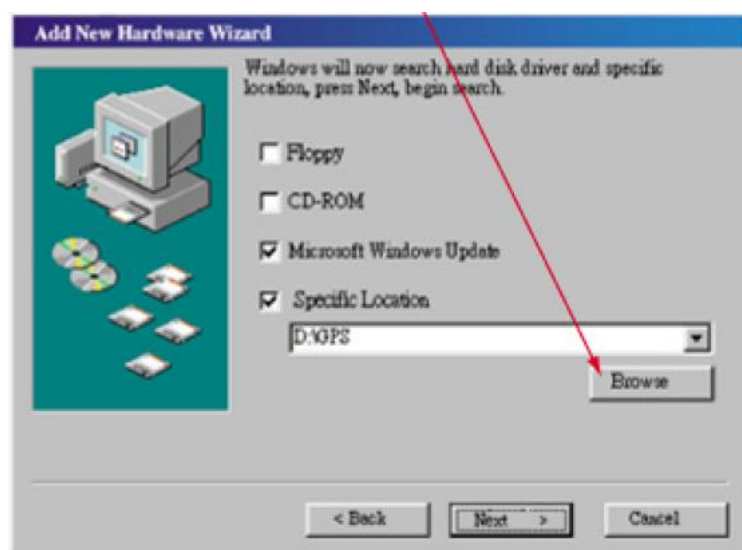 Add New Hardware Wizard
Windows will now search hard disk driver and specific
location, press Next, begin search.
Floppy
CD-ROM
Microsoft Windows Update
Specific Location
D:\GPS
Browse
< Back
Next >
Cancel